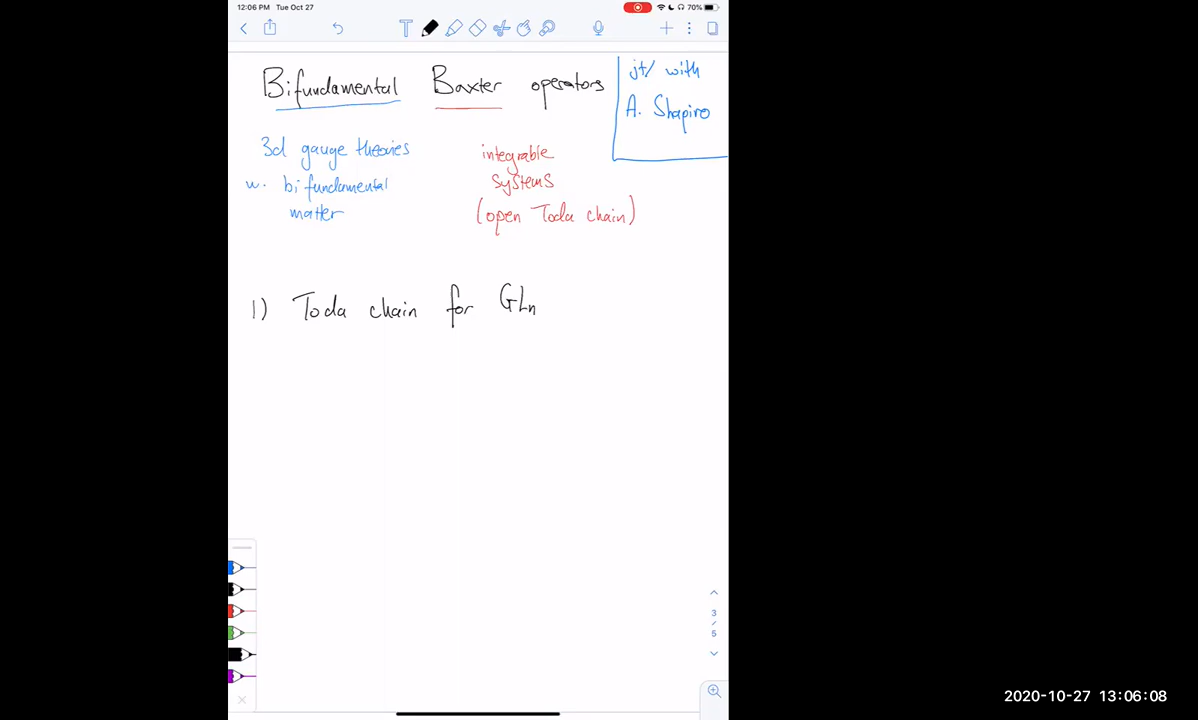 12:06 PM Tue Oct 27
70%
Bifundamental Baxter operators
jt/ with
A. Shapiro
3d gauge theories
w. bifundamental
matter
integrable
systems
(open Toda chain)
1) Toda chain for GLn
3
/
5
2020-10-27 13:06:08